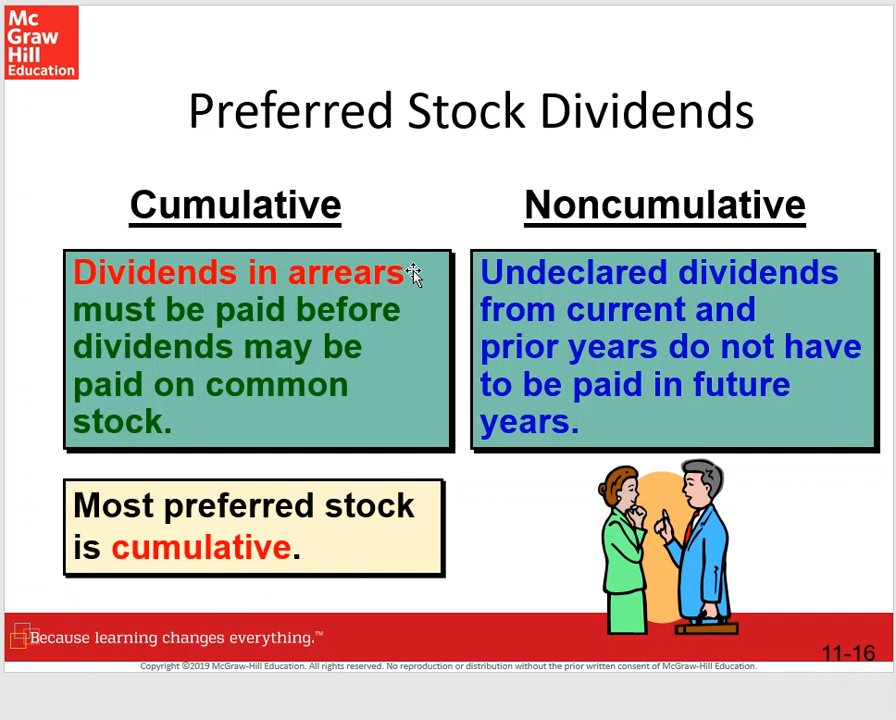 Mc
Graw
Hill
Education
Preferred Stock Dividends
Cumulative
Noncumulative
Dividends in arrears
must be paid before
dividends may be
paid on common
stock.
Undeclared dividends
from current and
prior years do not have
to be paid in future
years.
Most preferred stock
is cumulative.
Because learning changes everything.™
11-16
Copyright ©2019 McGraw-Hill Education. All rights reserved. No reproduction or distribution without the prior written consent of McGraw-Hill Education.